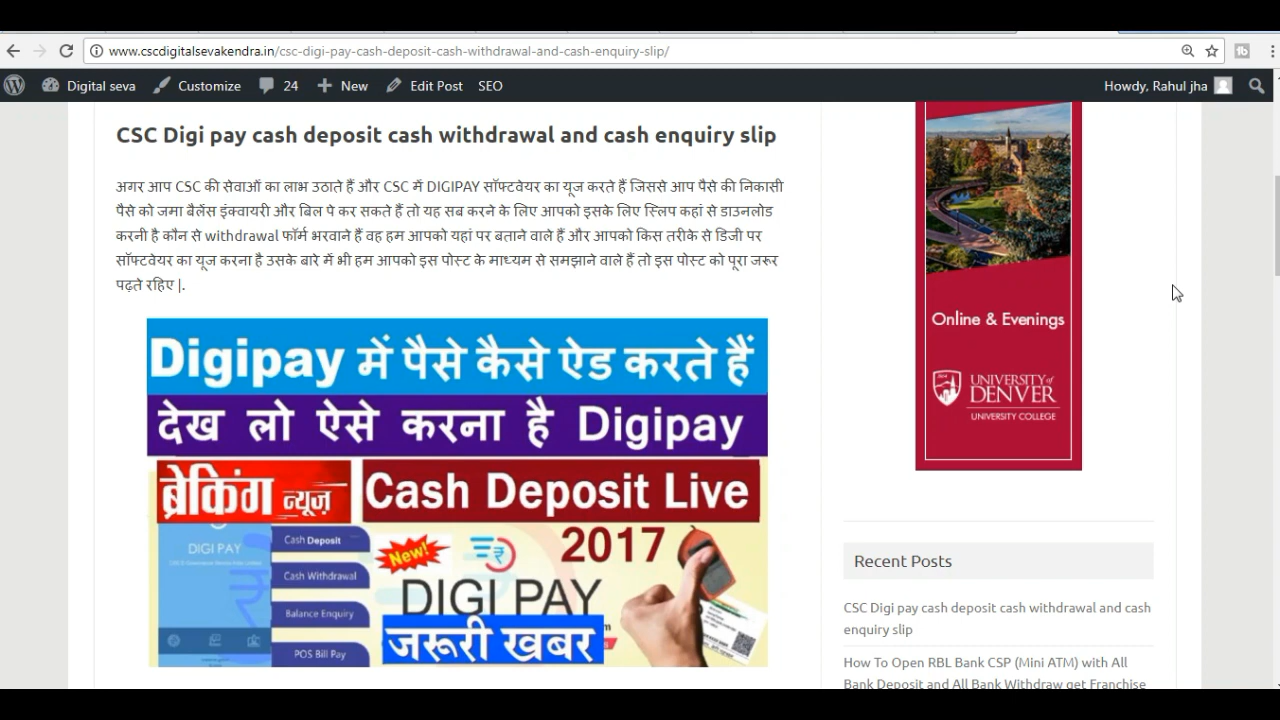 www.cscdigitalsevakendra.in/csc-digi-pay-cash-deposit-cash-withdrawal-and-cash-enquiry-slip/
Digital seva Customize 24 New Edit Post SEO Howdy, Rahul jha
CSC Digi pay cash deposit cash withdrawal and cash enquiry slip
अगर आप CSC की सेवाओं का लाभ उठाते हैं और CSC में DIGIPAY सॉफ्टवेयर का यूज करते हैं जिससे आप पैसे की निकासी
पैसे को जमा बैलेंस इंक्वायरी और बिल पे कर सकते हैं तो यह सब करने के लिए आपको इसके लिए स्लिप कहां से डाउनलोड
करनी है कौन से withdrawal फॉर्म भरवाने हैं वह हम आपको यहां पर बताने वाले हैं और आपको किस तरीके से डिजी पर
सॉफ्टवेयर का यूज करना है उसके बारे में भी हम आपको इस पोस्ट के माध्यम से समझाने वाले हैं तो इस पोस्ट को पूरा जरूर
पढ़ते रहिए |.
Digipay में पैसे कैसे ऐड करते हैं
देख लो ऐसे करना है Digipay
ब्रेकिंग न्यूज़ Cash Deposit Live
DIGI PAY
Cash Deposit
Cash Withdrawal
Balance Enquiry
POS Bill Pay
New!
2017
DIGI PAY
जरूरी खबर
Online & Evenings
UNIVERSITY of
DENVER
UNIVERSITY COLLEGE
Recent Posts
CSC Digi pay cash deposit cash withdrawal and cash
enquiry slip
How To Open RBL Bank CSP (Mini ATM) with All
Bank Deposit and All Bank Withdraw get Franchise